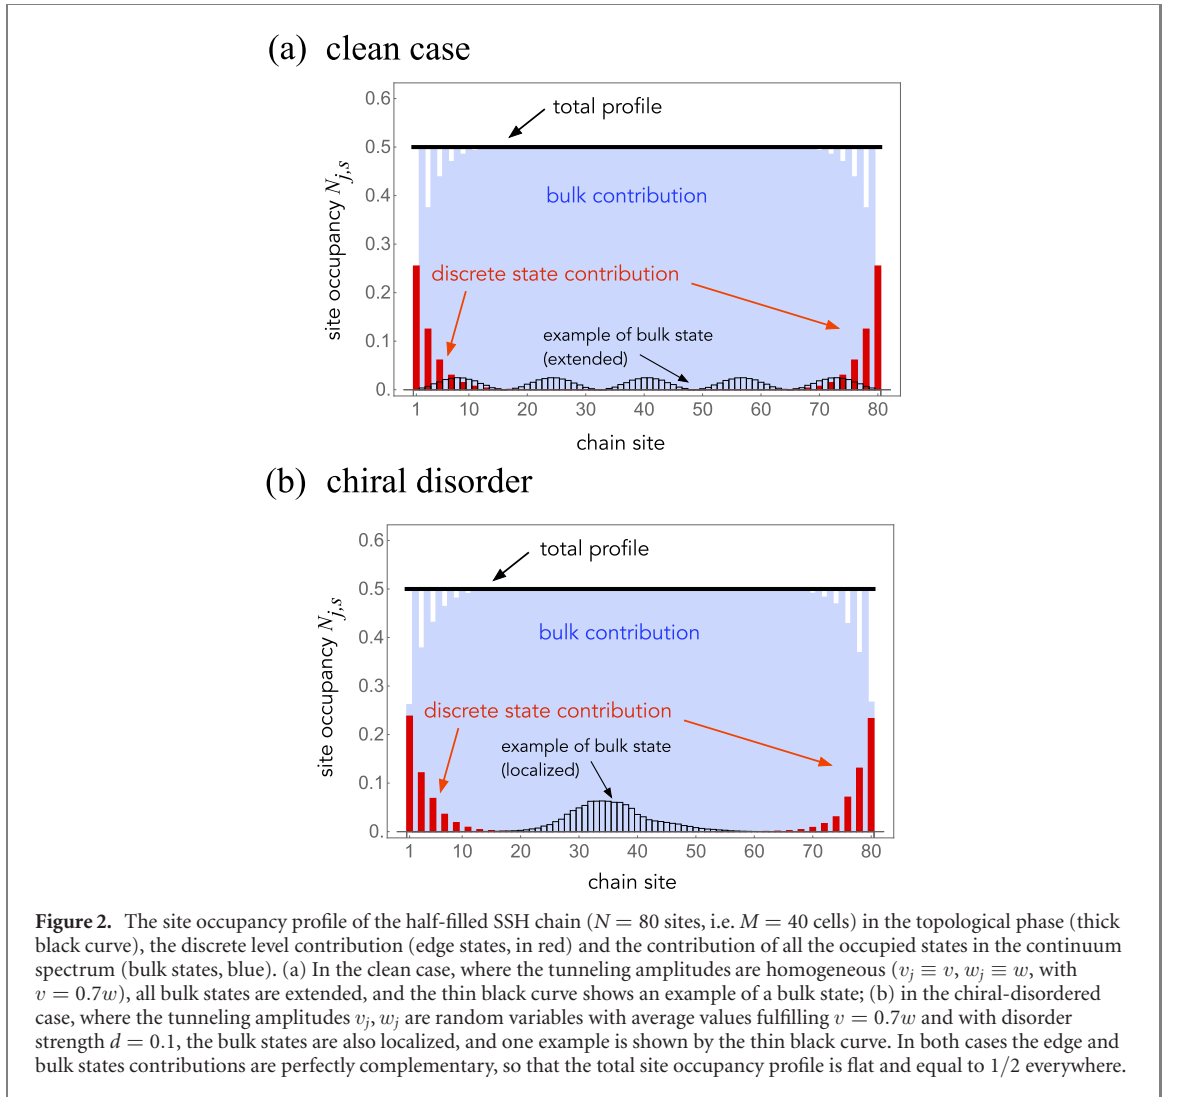 (a) clean case
total profile
bulk contribution
discrete state contribution
example of bulk state
(extended)
site occupancy N_{j,s}
0.6
0.5
0.4
0.3
0.2
0.1
0.
1 10 20 30 40 50 60 70 80
chain site
(b) chiral disorder
total profile
bulk contribution
discrete state contribution
example of bulk state
(localized)
site occupancy N_{j,s}
0.6
0.5
0.4
0.3
0.2
0.1
0.
1 10 20 30 40 50 60 70 80
chain site
Figure 2. The site occupancy profile of the half-filled SSH chain (N = 80 sites, i.e. M = 40 cells) in the topological phase (thick
black curve), the discrete level contribution (edge states, in red) and the contribution of all the occupied states in the continuum
spectrum (bulk states, blue). (a) In the clean case, where the tunneling amplitudes are homogeneous (v_j ≡ v, w_j ≡ w, with
v = 0.7w), all bulk states are extended, and the thin black curve shows an example of a bulk state; (b) in the chiral-disordered
case, where the tunneling amplitudes v_j, w_j are random variables with average values fulfilling v = 0.7w and with disorder
strength d = 0.1, the bulk states are also localized, and one example is shown by the thin black curve. In both cases the edge and
bulk states contributions are perfectly complementary, so that the total site occupancy profile is flat and equal to 1/2 everywhere.